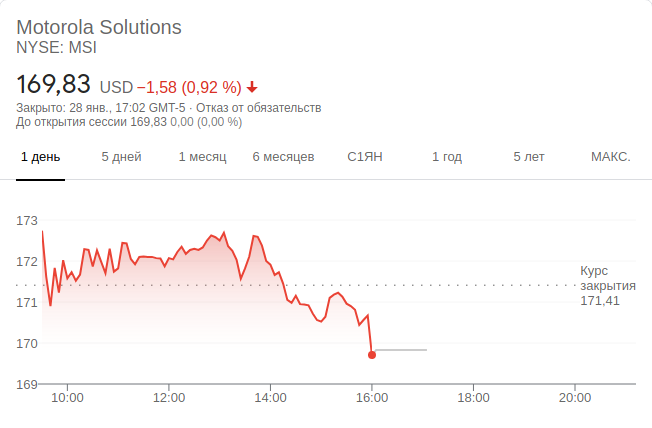 Motorola Solutions
NYSE: MSI
169,83 USD −1,58 (0,92 %)
Закрыто: 28 янв., 17:02 GMT-5 · Отказ от обязательств
До открытия сессии 169,83 0,00 (0,00 %)
1 день 5 дней 1 месяц 6 месяцев С1ЯН 1 год 5 лет МАКС.
173
172
Курс
закрытия
171,41
171
170
169
10:00 12:00 14:00 16:00 18:00 20:00